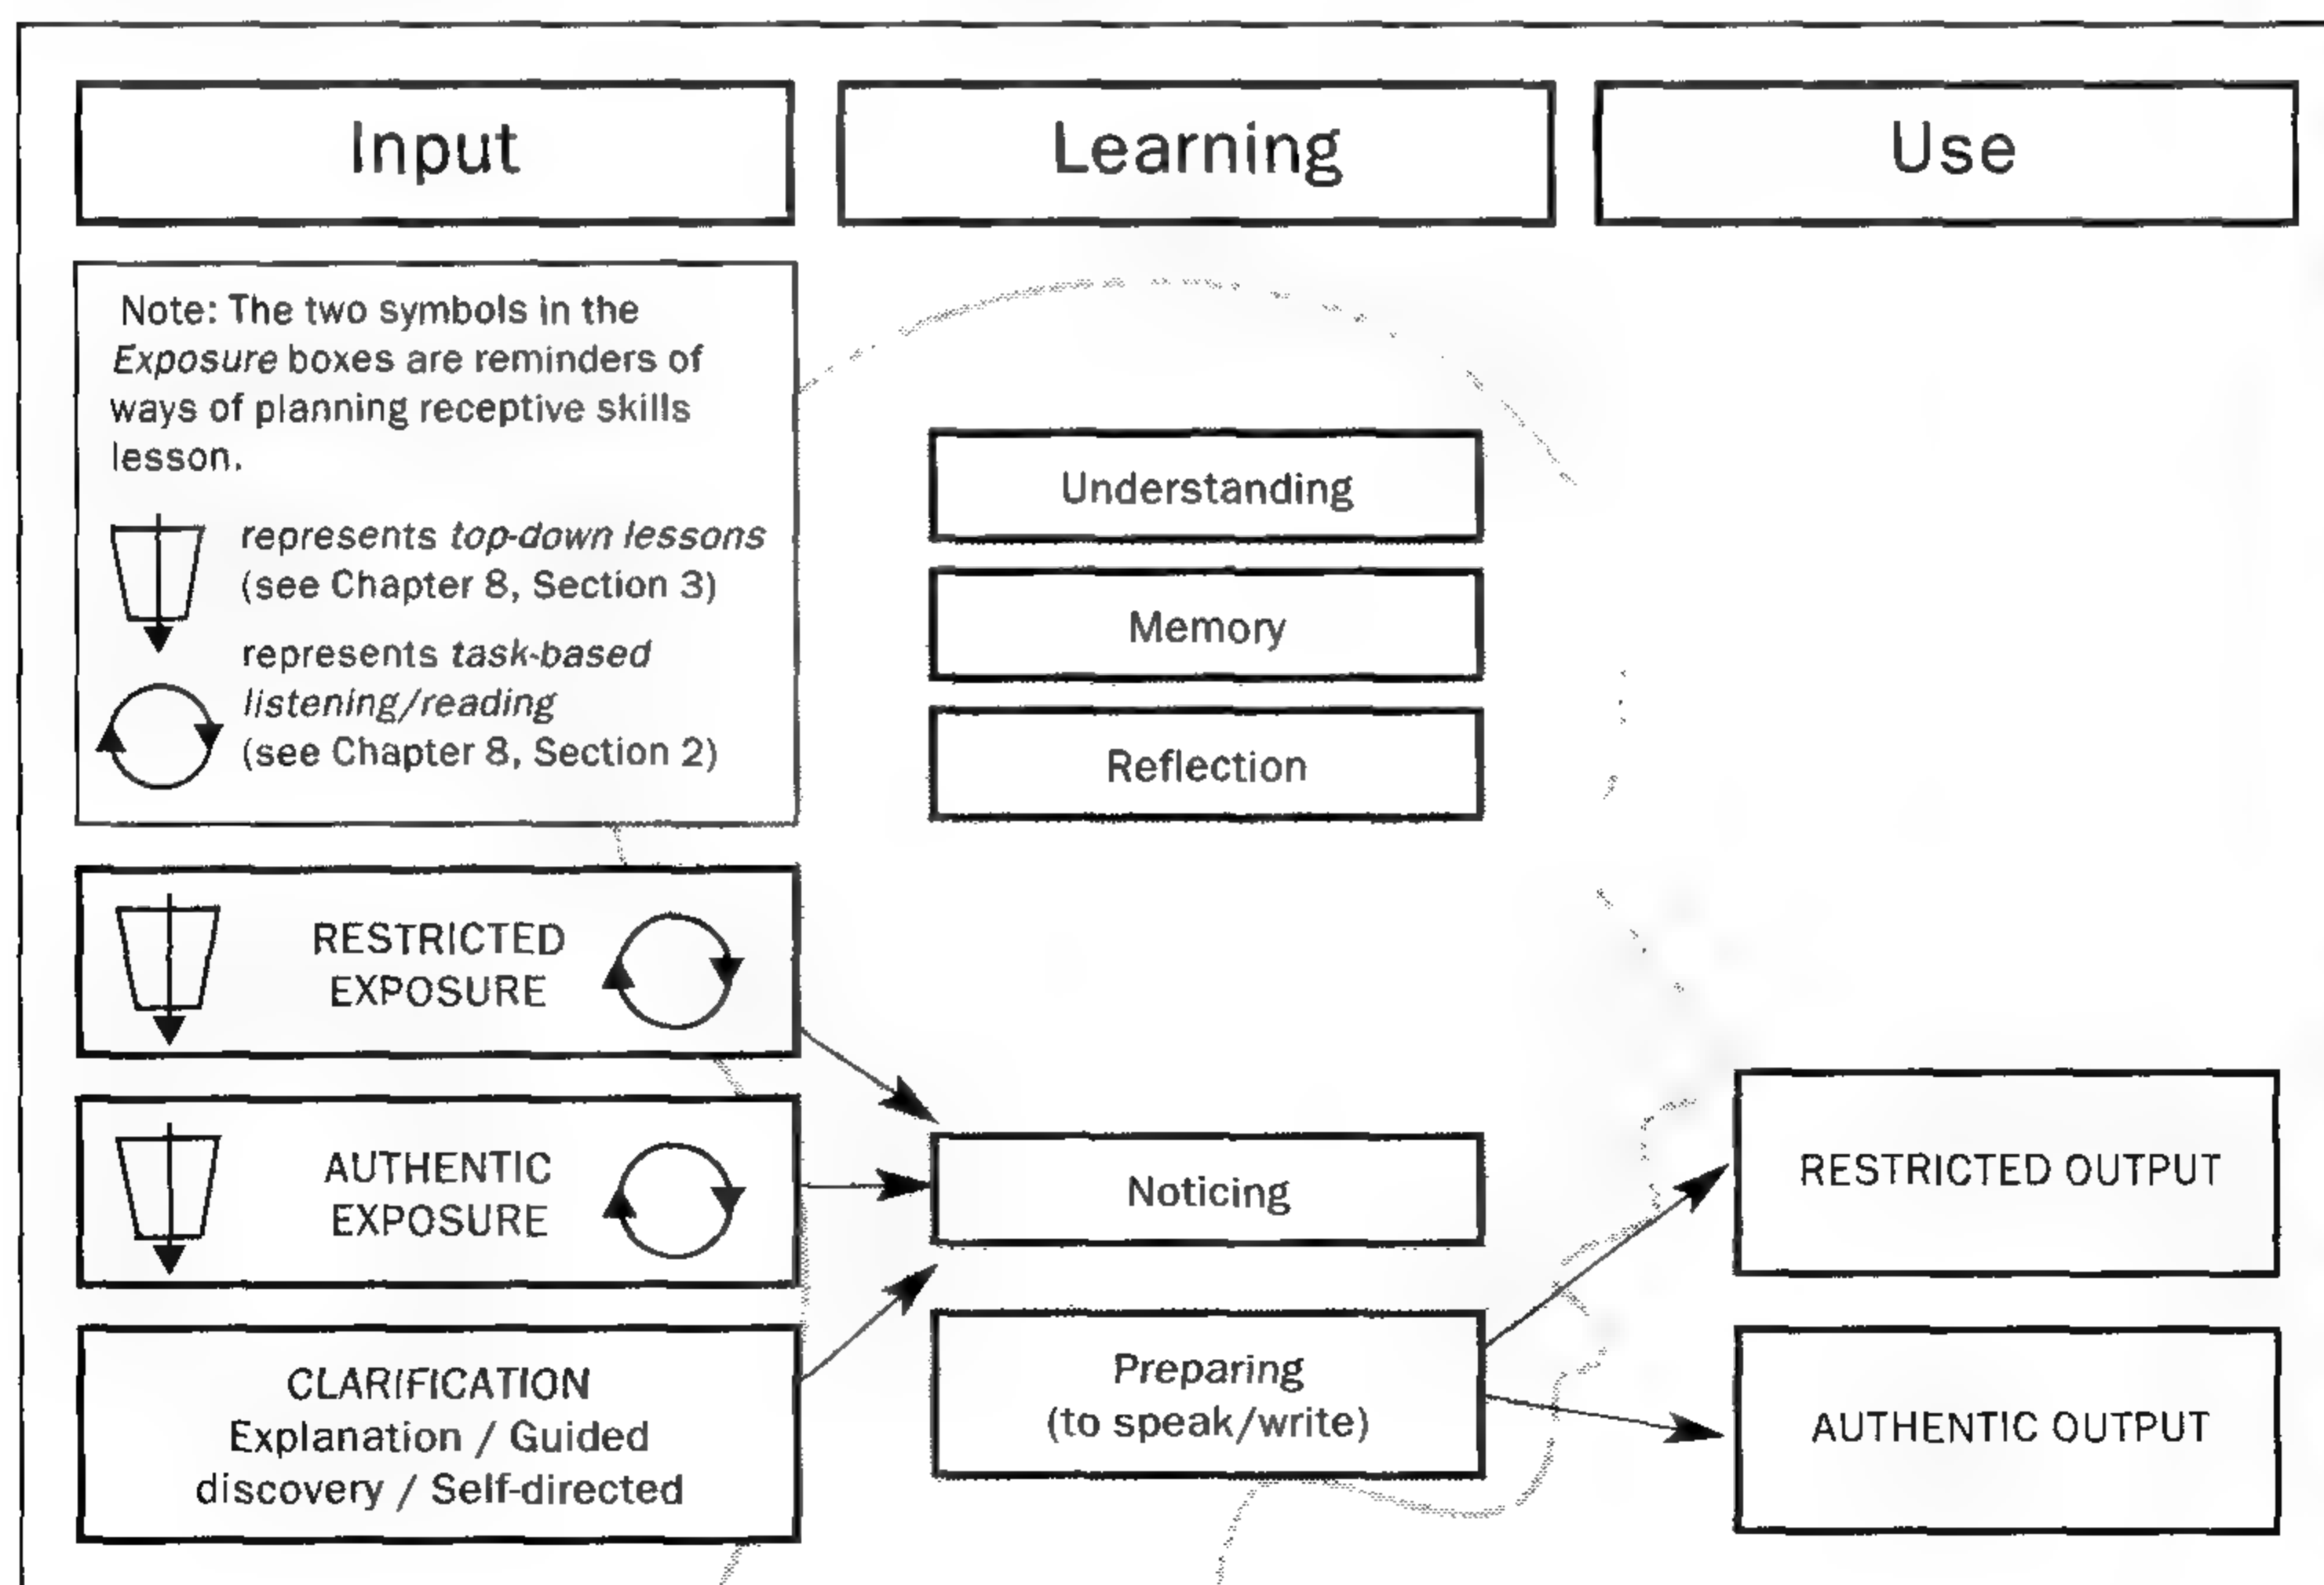 Input
Learning
Use
Note: The two symbols in the
Exposure boxes are reminders of
ways of planning receptive skills
lesson.
represents top-down lessons
(see Chapter 8, Section 3)
represents task-based
listening/reading
(see Chapter 8, Section 2)
Understanding
Memory
Reflection
RESTRICTED
EXPOSURE
AUTHENTIC
EXPOSURE
CLARIFICATION
Explanation / Guided
discovery / Self-directed
Noticing
Preparing
(to speak/write)
RESTRICTED OUTPUT
AUTHENTIC OUTPUT